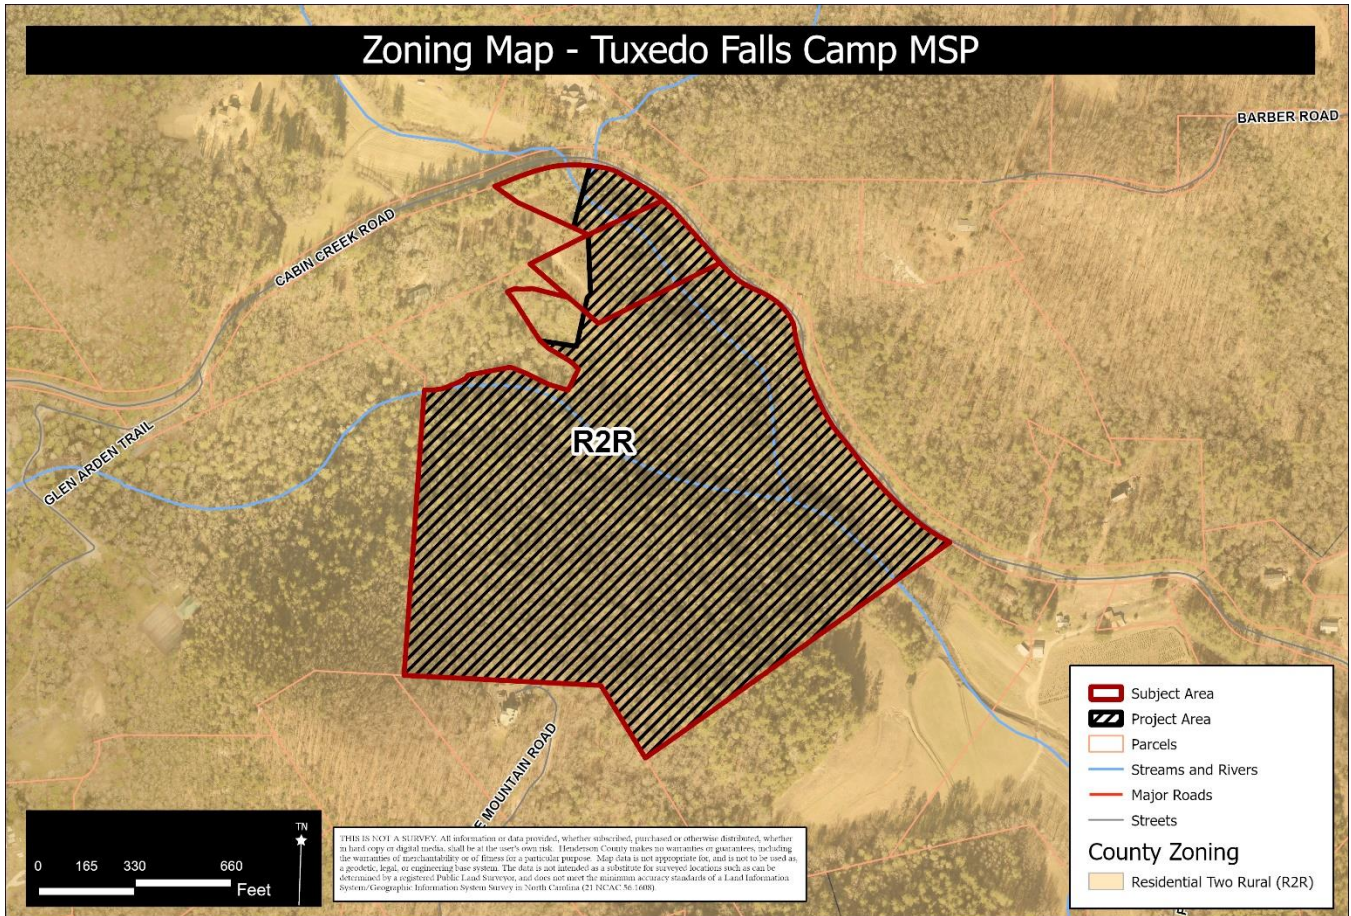 Zoning Map - Tuxedo Falls Camp MSP
BARBER ROAD
CABIN CREEK ROAD
GLEN ARDEN TRAIL
R2R
E MOUNTAIN ROAD
TN
0 165 330 660
Feet
THIS IS NOT A SURVEY. All information or data provided, whether subscribed, purchased or otherwise distributed, whether
in hard copy or digital media, shall be at the user's own risk. Henderson County makes no warranties or guarantees, including
the warranties of merchantability or of fitness for a particular purpose. Map data is not appropriate for, and is not to be used as,
a geodetic, legal, or engineering base system. The data is not intended as a substitute for surveyed locations such as can be
determined by a registered Public Land Surveyor, and does not meet the minimum accuracy standards of a Land Information
System/Geographic Information System Survey in North Carolina (21 NCAC 56.1608)
Subject Area
Project Area
Parcels
Streams and Rivers
Major Roads
Streets
County Zoning
Residential Two Rural (R2R)